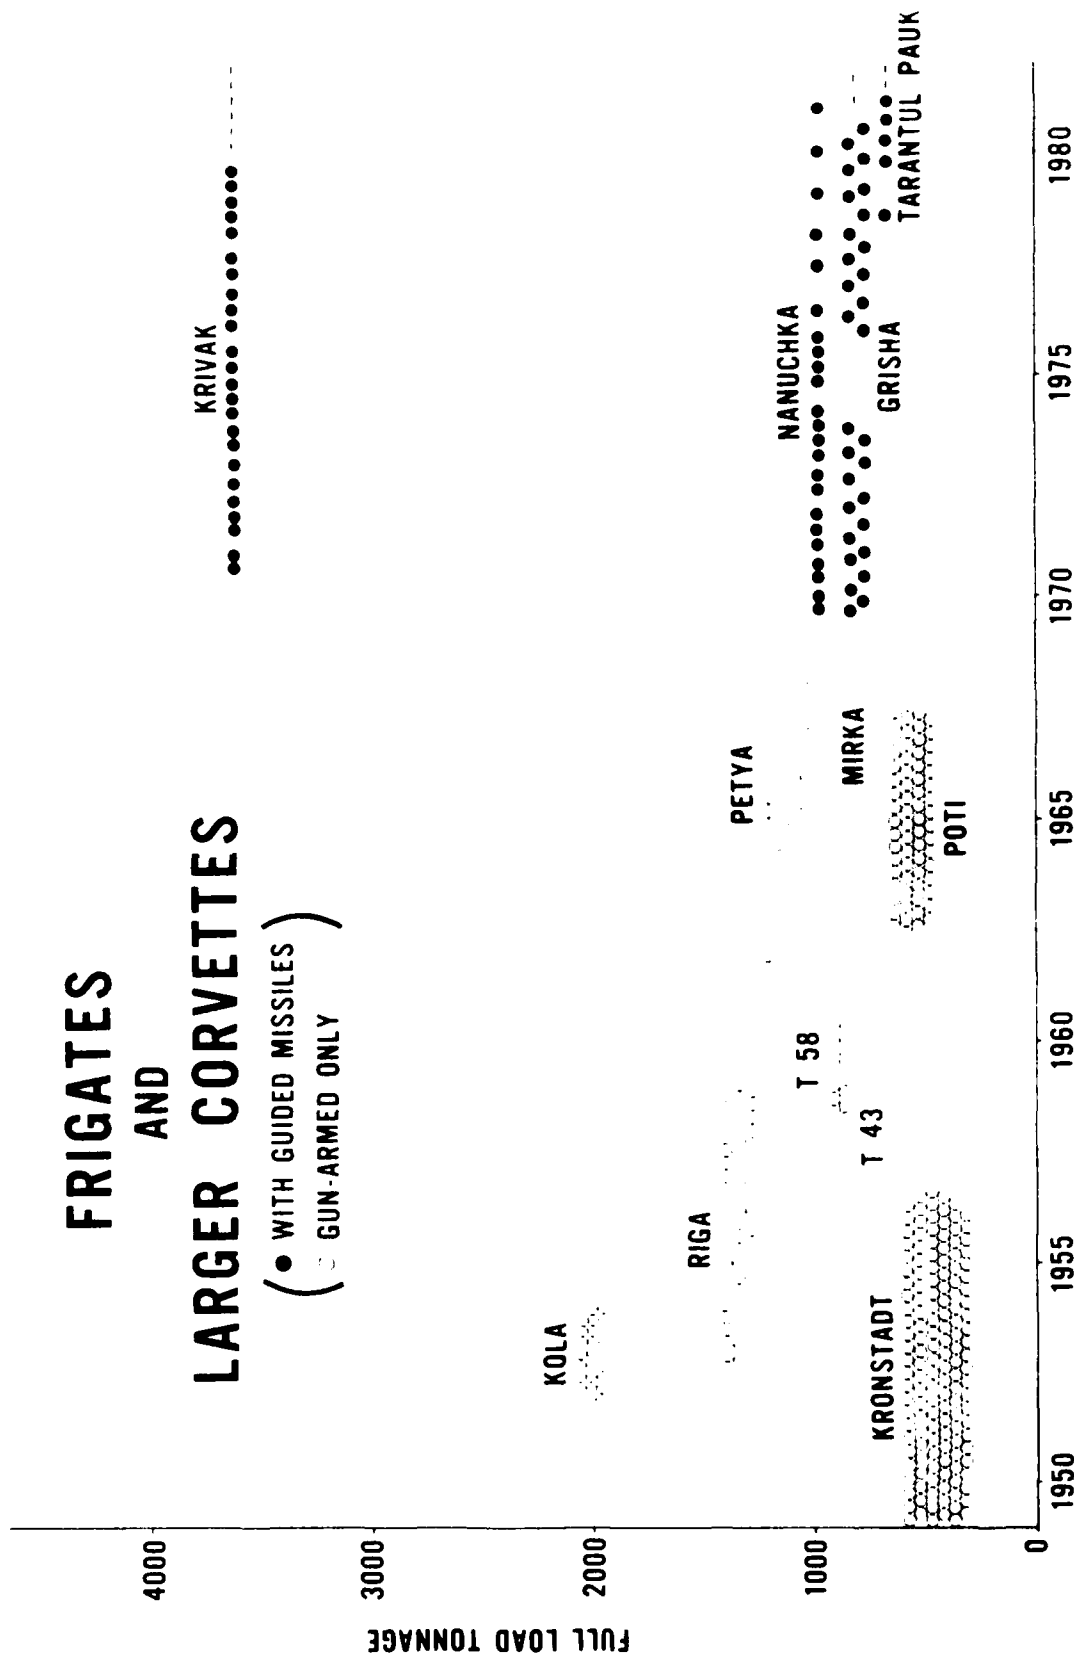 FRIGATES
AND
LARGER CORVETTES
( ● WITH GUIDED MISSILES
○ GUN-ARMED ONLY )
FULL LOAD TONNAGE
4000
3000
2000
1000
0
KRIVAK
KOLA
RIGA
PETYA
NANUCHKA
T 58
MIRKA
T 43
KRONSTADT
GRISHA
TARANTUL PAUK
POTI
1950
1955
1960
1965
1970
1975
1980